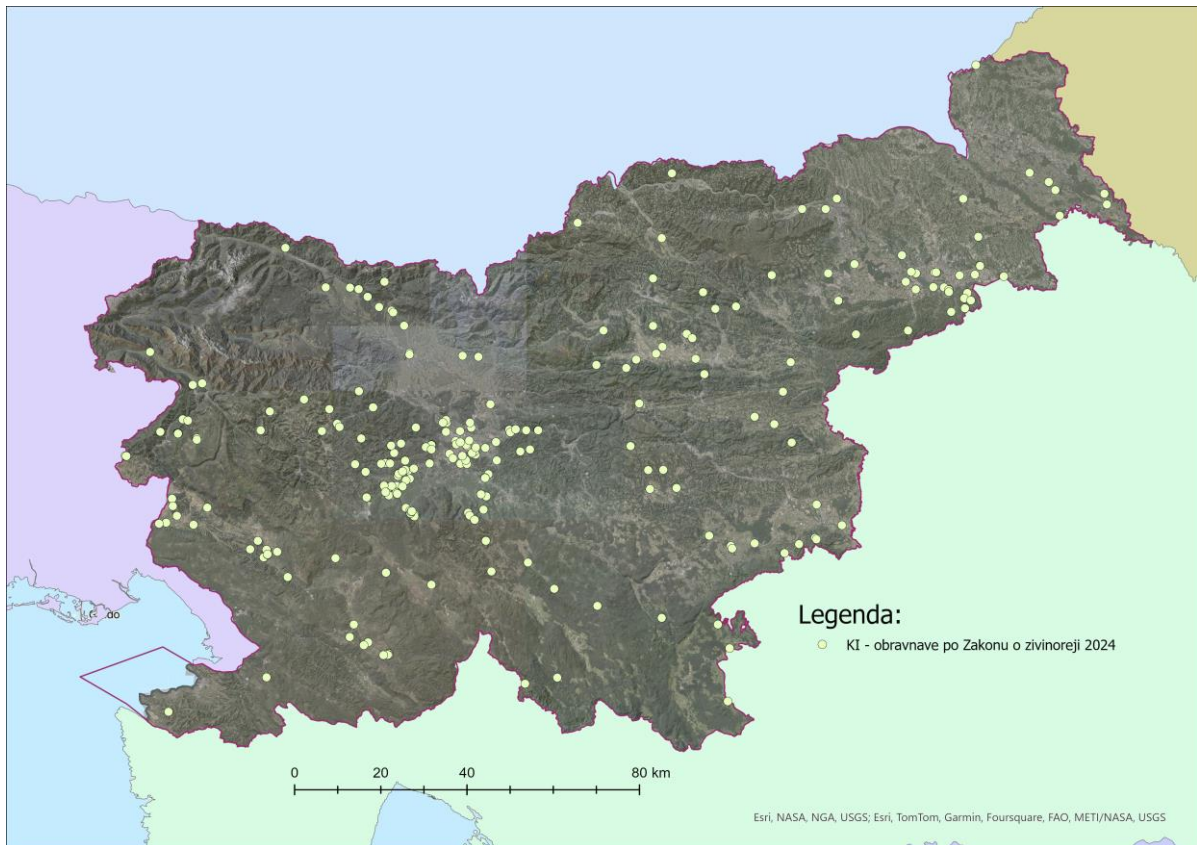 Legenda:
KI - obravnave po Zakonu o zivinoreji 2024
0 20 40 80 km
Esri, NASA, NGA, USGS; Esri, TomTom, Garmin, Foursquare, FAO, METI/NASA, USGS